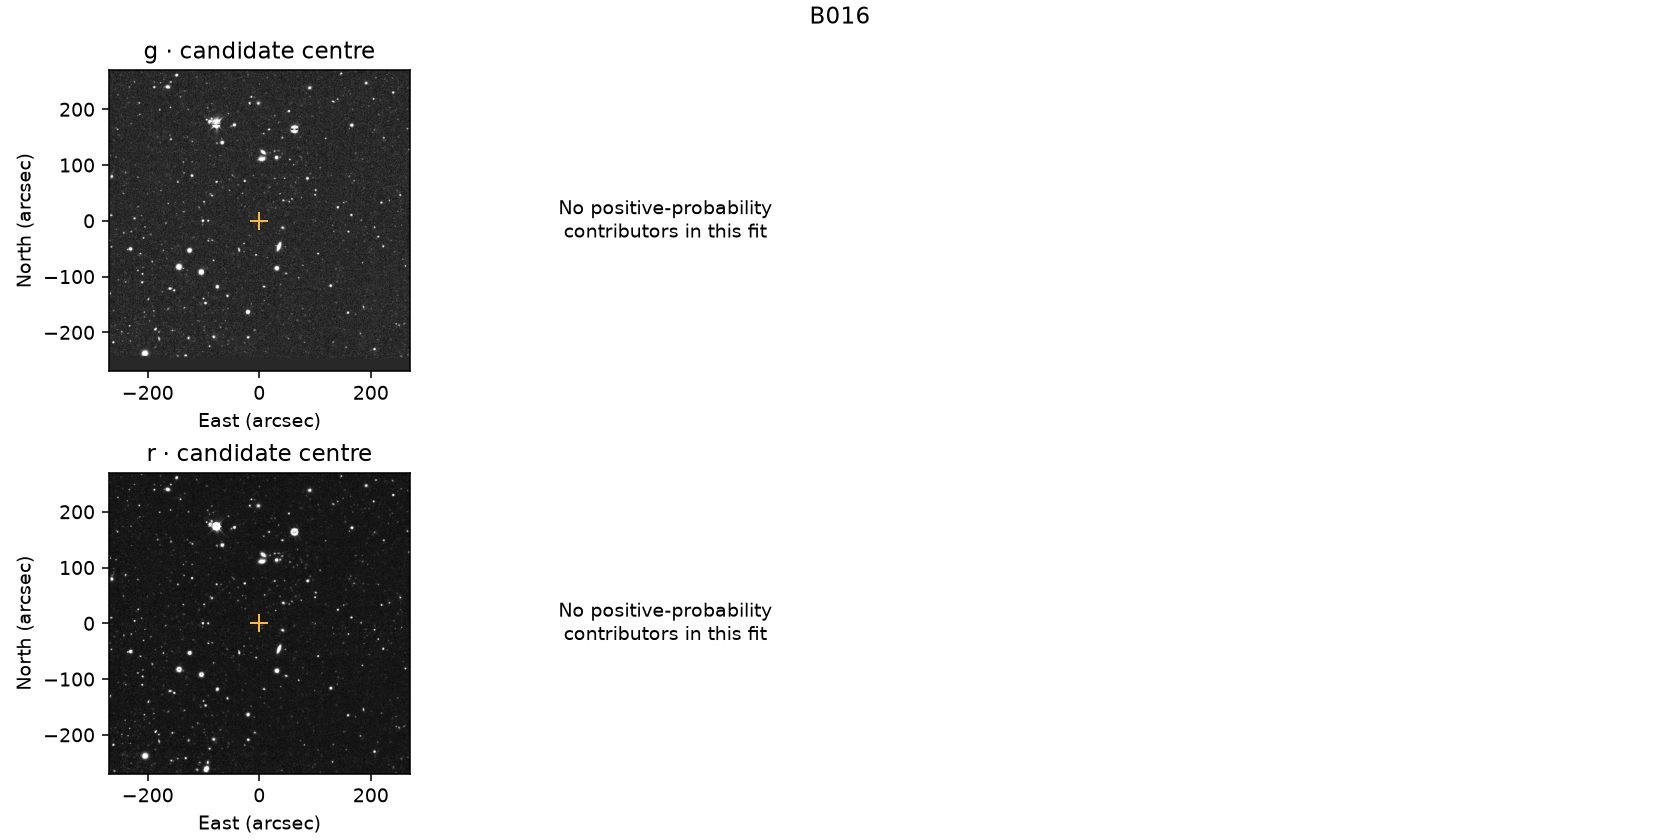 B016
g · candidate centre
North (arcsec)
200
100
0
−100
−200
−200 0 200
East (arcsec)
No positive-probability
contributors in this fit
r · candidate centre
North (arcsec)
200
100
0
−100
−200
−200 0 200
East (arcsec)
No positive-probability
contributors in this fit